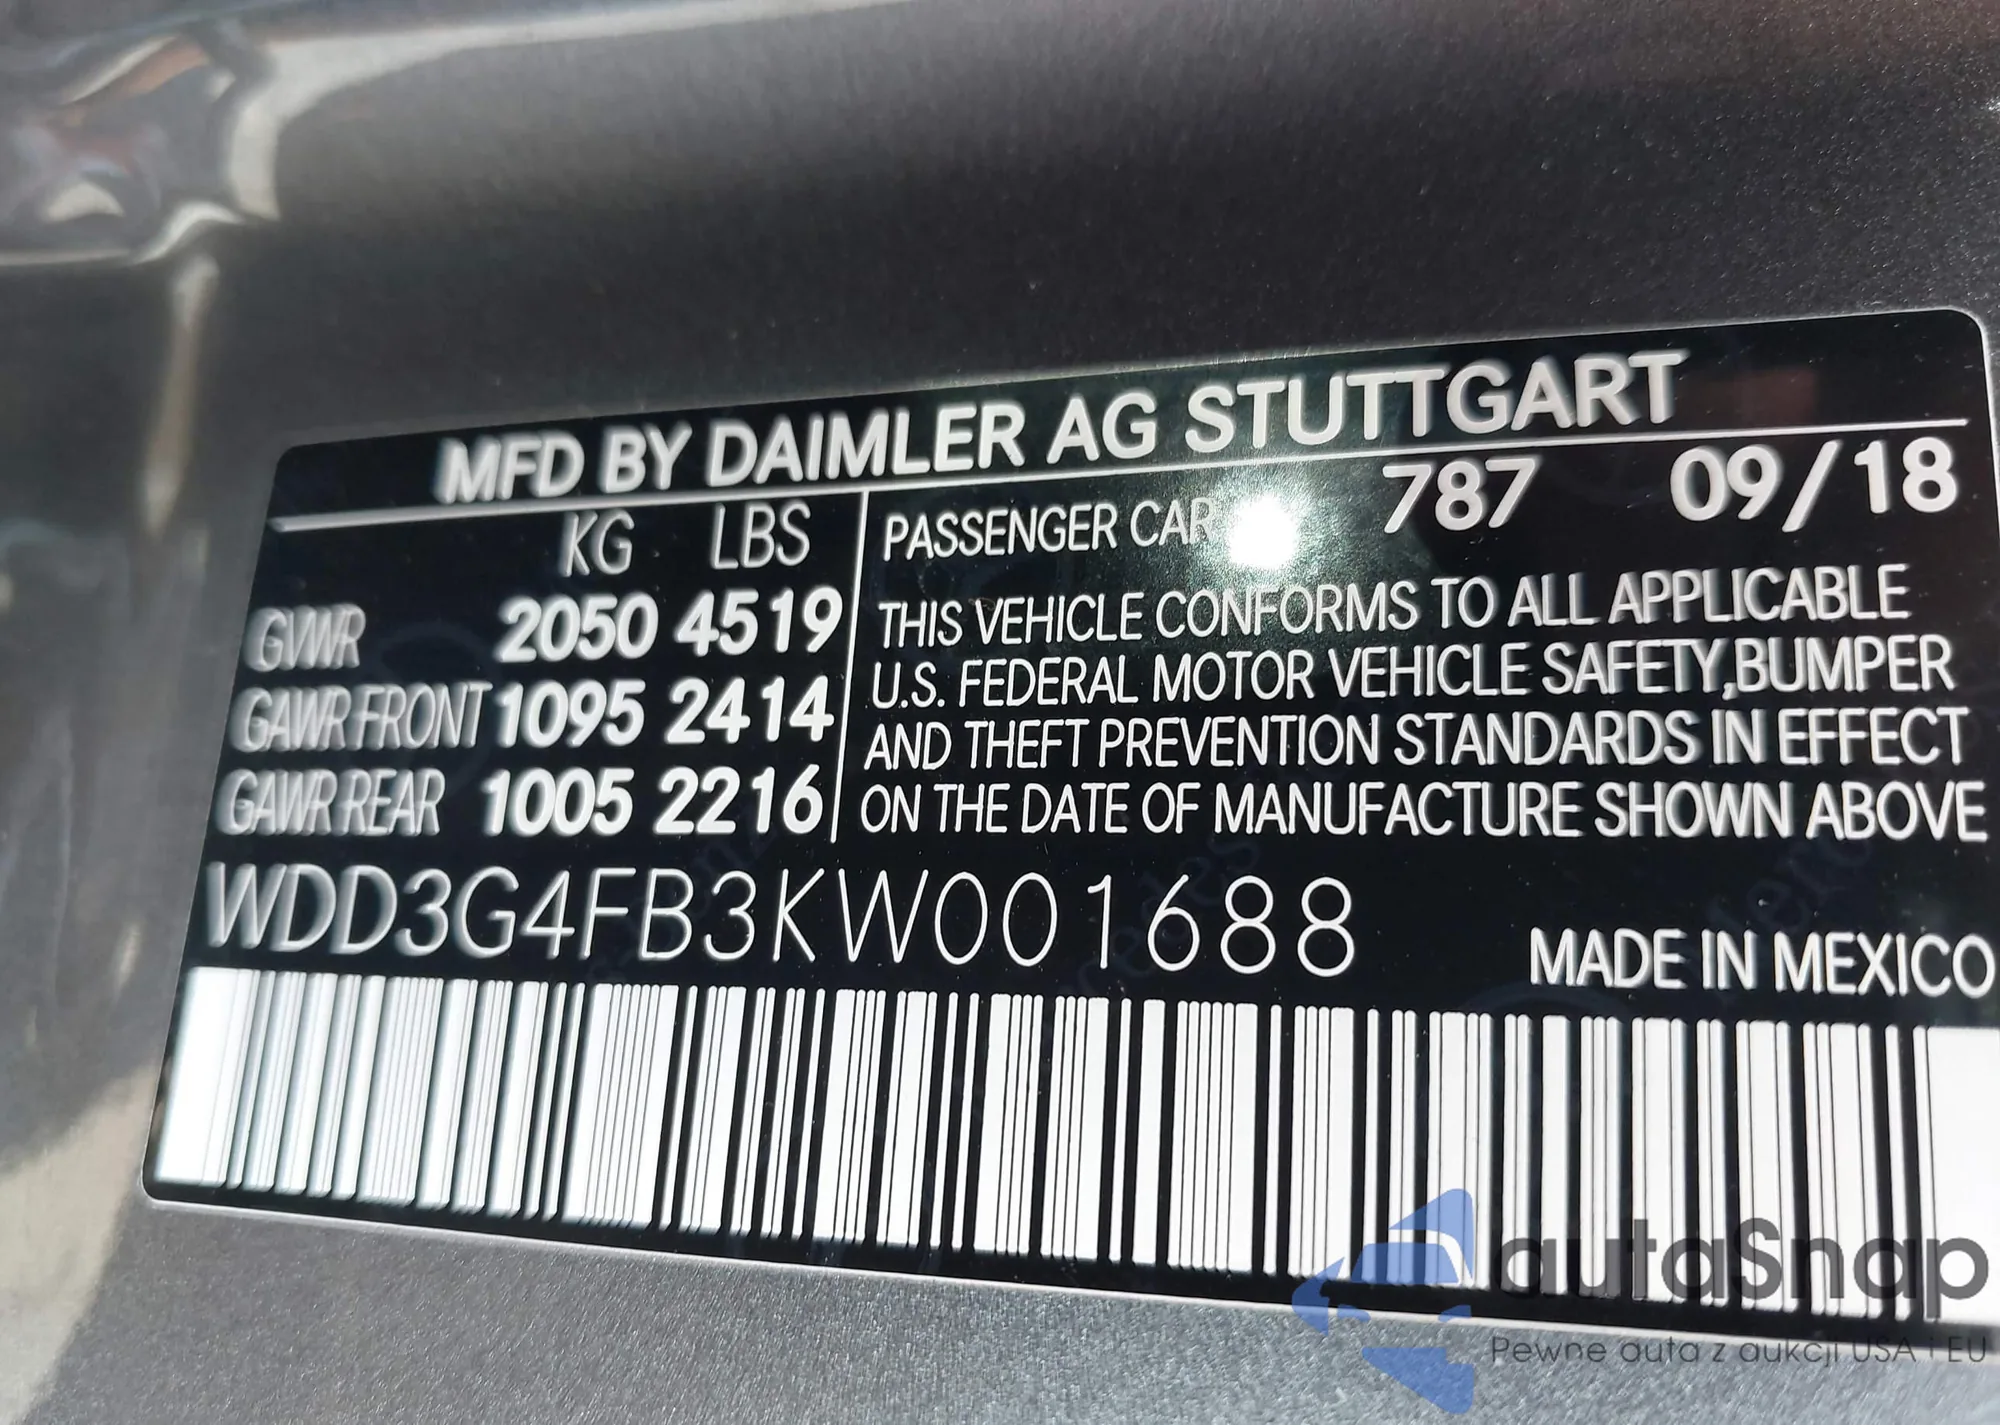 MFD BY DAIMLER AG STUTTGART
KG LBS
GVWR 2050 4519
GAWR FRONT 1095 2414
GAWR REAR 1005 2216
PASSENGER CAR 787 09/18
THIS VEHICLE CONFORMS TO ALL APPLICABLE
U.S. FEDERAL MOTOR VEHICLE SAFETY,BUMPER
AND THEFT PREVENTION STANDARDS IN EFFECT
ON THE DATE OF MANUFACTURE SHOWN ABOVE
WDD3G4FB3KW001688
MADE IN MEXICO
autaSnap
Pewne auta z aukcji USA i EU